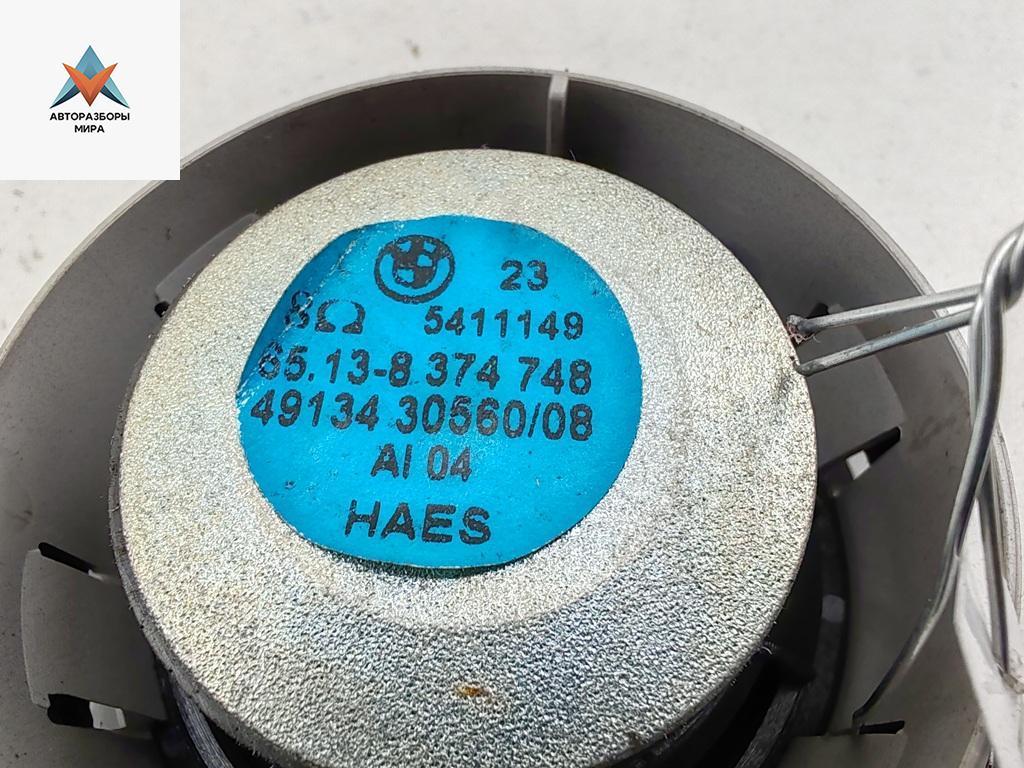 АВТОРАЗБОРЫ
МИРА
23
8Ω 5411149
65.13-8 374 748
49134 30560/08
AI 04
HAES